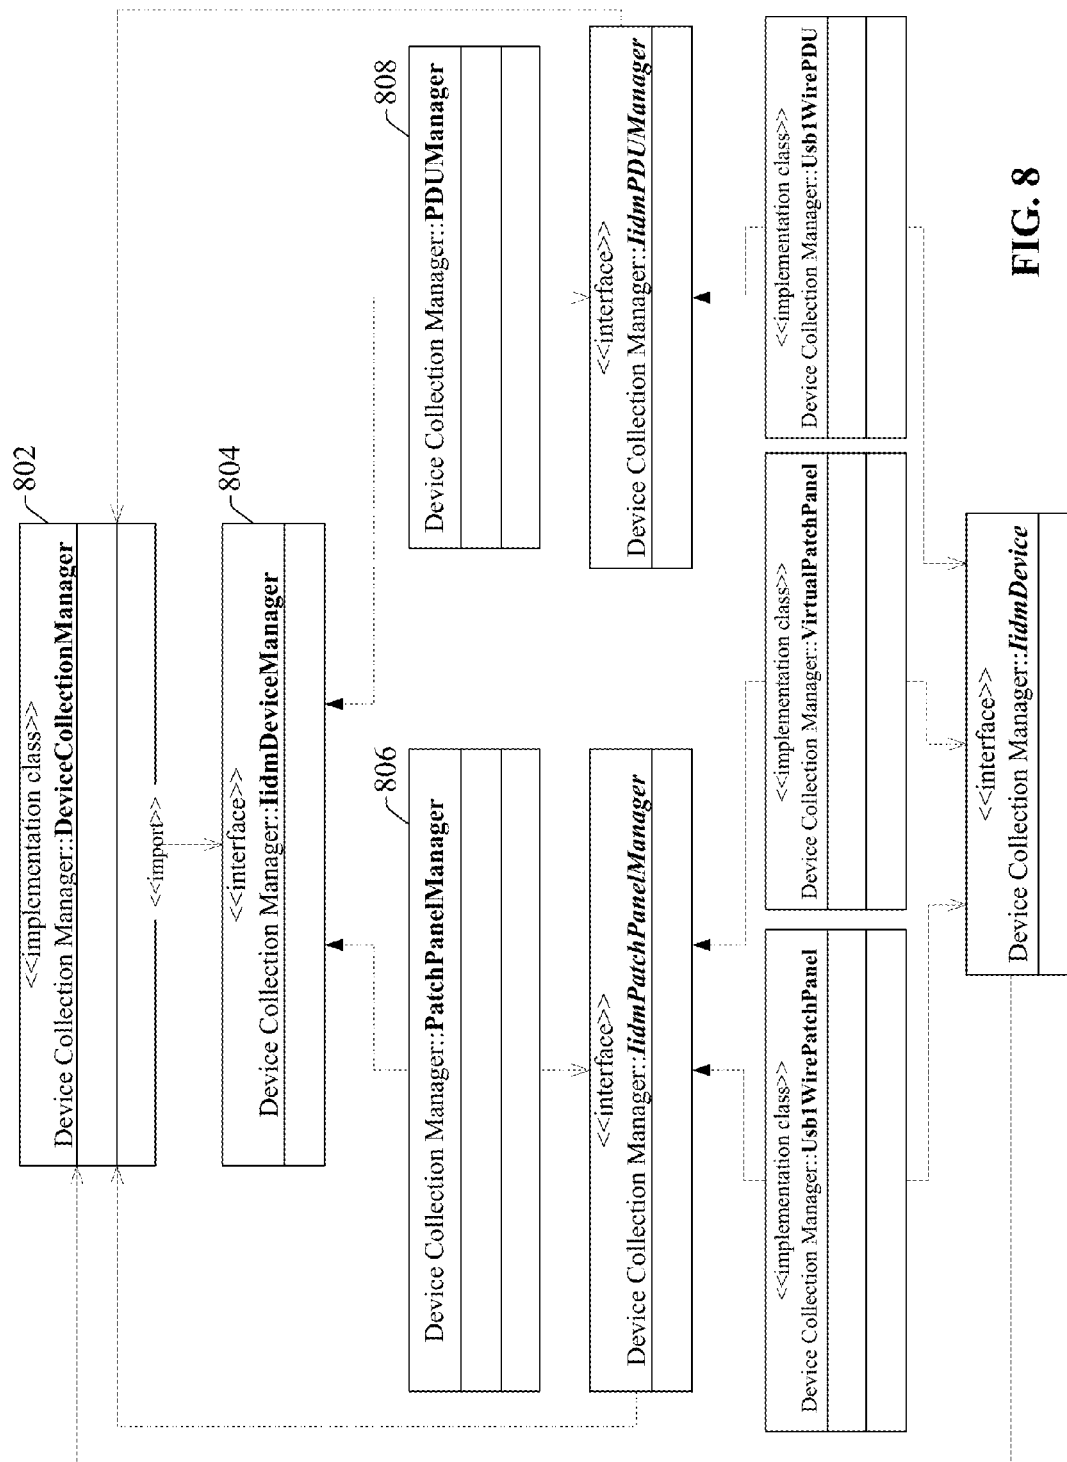 <<implementation class>>
Device Collection Manager::DeviceCollectionManager
802
<<import>>
<<interface>>
Device Collection Manager::IidmDeviceManager
804
Device Collection Manager::PatchPanelManager
806
Device Collection Manager::PDUManager
808
<<interface>>
Device Collection Manager::IidmPatchPanelManager
<<interface>>
Device Collection Manager::IidmPDUManager
<<implementation class>>
Device Collection Manager::Usb1WirePatchPanel
<<implementation class>>
Device Collection Manager::VirtualPatchPanel
<<implementation class>>
Device Collection Manager::Usb1WirePDU
<<interface>>
Device Collection Manager::IidmDevice
FIG. 8